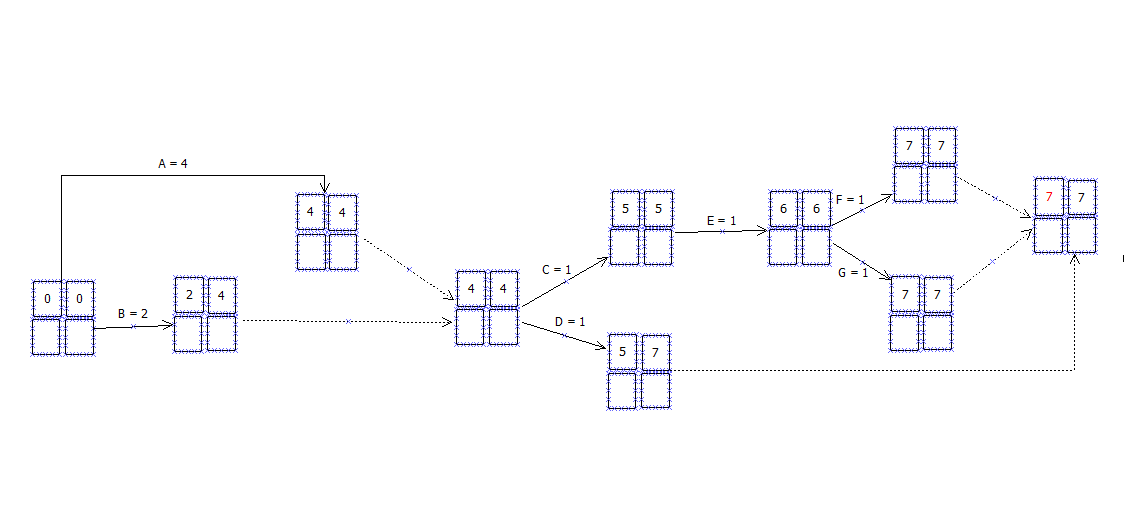 A = 4
4 4
0 0
B = 2
2 4
4 4
C = 1
D = 1
5 5
5 7
E = 1
6 6
F = 1
G = 1
7 7
7 7
7 7